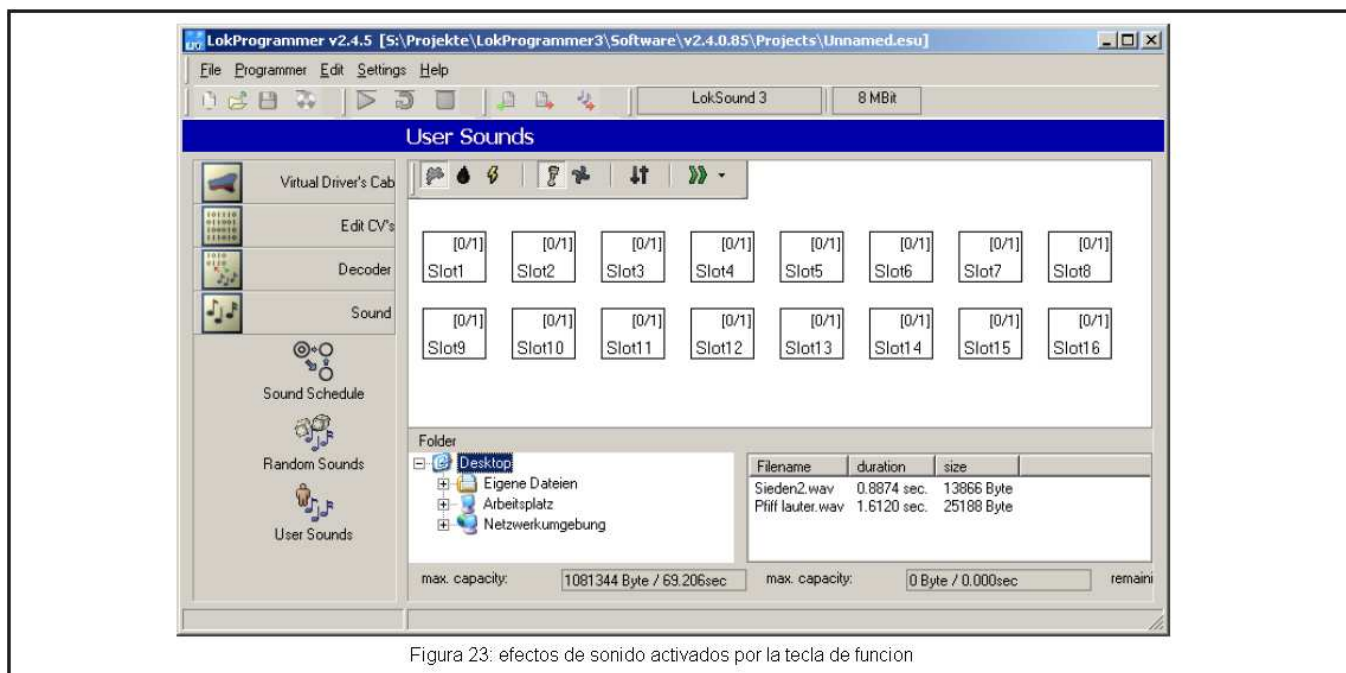 LokProgrammer v2.4.5 [S:\Projekte\LokProgrammer3\Software\v2.4.0.85\Projects\Unnamed.esu]
File Programmer Edit Settings Help
LokSound 3 8 MBit
User Sounds
Virtual Driver's Cab
Edit CV's
Decoder
Sound
Sound Schedule
Random Sounds
User Sounds
[0/1] [0/1] [0/1] [0/1] [0/1] [0/1] [0/1] [0/1]
Slot1 Slot2 Slot3 Slot4 Slot5 Slot6 Slot7 Slot8
[0/1] [0/1] [0/1] [0/1] [0/1] [0/1] [0/1] [0/1]
Slot9 Slot10 Slot11 Slot12 Slot13 Slot14 Slot15 Slot16
Folder
Desktop
Eigene Dateien
Arbeitsplatz
Netzwerkumgebung
Filename duration size
Sieden2.wav 0.8874 sec. 13866 Byte
Pfiff lauter.wav 1.6120 sec. 25188 Byte
max. capacity: 1081344 Byte / 69.206sec max. capacity: 0 Byte / 0.000sec remaini
Figura 23: efectos de sonido activados por la tecla de funcion